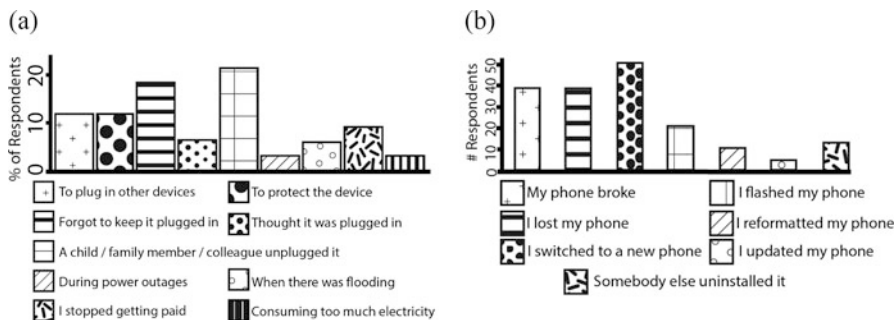 (a)
% of Respondents
20
10
0
To plug in other devices
To protect the device
Forgot to keep it plugged in
Thought it was plugged in
A child / family member / colleague unplugged it
During power outages
When there was flooding
I stopped getting paid
Consuming too much electricity
(b)
# Respondents
50
40
30
20
10
0
My phone broke
I flashed my phone
I lost my phone
I reformatted my phone
I switched to a new phone
I updated my phone
Somebody else uninstalled it